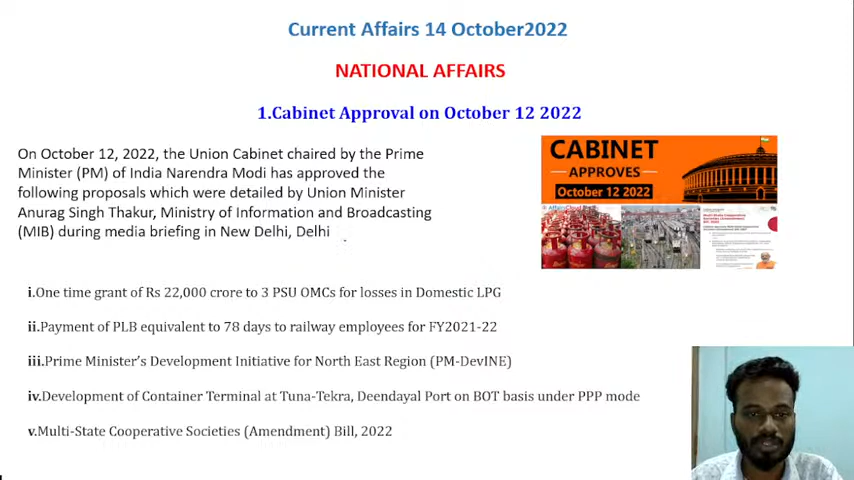 Current Affairs 14 October2022
NATIONAL AFFAIRS
1.Cabinet Approval on October 12 2022
On October 12, 2022, the Union Cabinet chaired by the Prime
Minister (PM) of India Narendra Modi has approved the
following proposals which were detailed by Union Minister
Anurag Singh Thakur, Ministry of Information and Broadcasting
(MIB) during media briefing in New Delhi, Delhi
CABINET
APPROVES
October 12 2022
AffairsCloud
i.One time grant of Rs 22,000 crore to 3 PSU OMCs for losses in Domestic LPG
ii.Payment of PLB equivalent to 78 days to railway employees for FY2021-22
iii.Prime Minister's Development Initiative for North East Region (PM-DevINE)
iv.Development of Container Terminal at Tuna-Tekra, Deendayal Port on BOT basis under PPP mode
v.Multi-State Cooperative Societies (Amendment) Bill, 2022